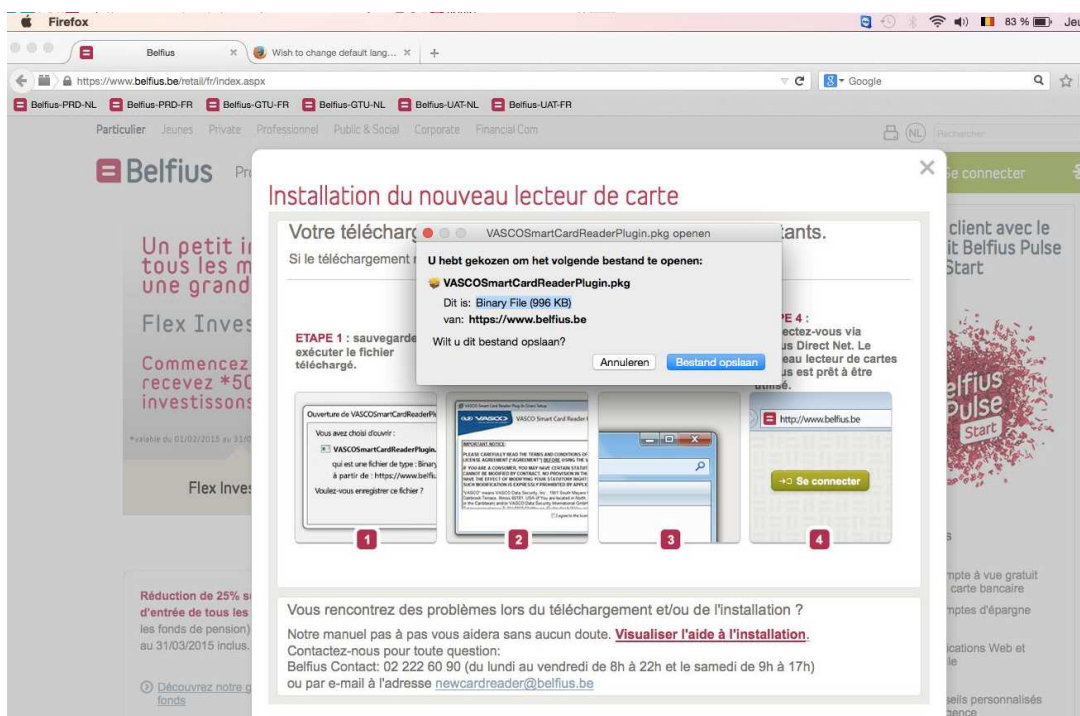 Firefox
83 %
Jeu
Belfius
Wish to change default lang...
https://www.belfius.be/retail/fr/index.aspx
Google
Belfius-PRD-NL Belfius-PRD-FR Belfius-GTU-FR Belfius-GTU-NL Belfius-UAT-NL Belfius-UAT-FR
Particulier Jeunes Private Professionnel Public & Social Corporate Financial Com
NL
Rechercher
Belfius
Se connecter
Installation du nouveau lecteur de carte
Votre téléchar
tants.
Si le téléchargement
VASCOSmartCardReaderPlugin.pkg openen
U hebt gekozen om het volgende bestand te openen:
VASCOSmartCardReaderPlugin.pkg
Dit is: Binary File (996 KB)
van: https://www.belfius.be
Wilt u dit bestand opslaan?
Annuleren
Bestand opslaan
ETAPE 1 : sauvegarde
exécuter le fichier
téléchargé.
PE 4 :
ectez-vous via
us Direct Net. Le
eau lecteur de cartes
us est prêt à être
utilisé.
Ouverture de VASCOSmartCardReaderPl
Vous avez choisi d'ouvrir :
VASCOSmartCardReaderPlugin.
qui est une fichier de type : Binary
à partir de : https://www.belfiu
Voulez-vous enregistrer ce fichier ?
1
VASCO
VASCO Smart Card Reader
IMPORTANT NOTICE:
2
3
http://www.belfius.be
Se connecter
4
Vous rencontrez des problèmes lors du téléchargement et/ou de l'installation ?
Notre manuel pas à pas vous aidera sans aucun doute. Visualiser l'aide à l'installation.
Contactez-nous pour toute question:
Belfius Contact: 02 222 60 90 (du lundi au vendredi de 8h à 22h et le samedi de 9h à 17h)
ou par e-mail à l'adresse newcardreader@belfius.be
Un petit i
tous les m
une grand
Flex Inves
Commencez
recevez *50
investissons
Flex Inves
Réduction de 25% s
d'entrée de tous les
les fonds de pension)
au 31/03/2015 inclus.
Découvrez notre g
fonds
client avec le
it Belfius Pulse
Start
elfius
Pulse
Start
mpte à vue gratuit
carte bancaire
mptes d'épargne
ications Web et
le
seils personnalisés
gence